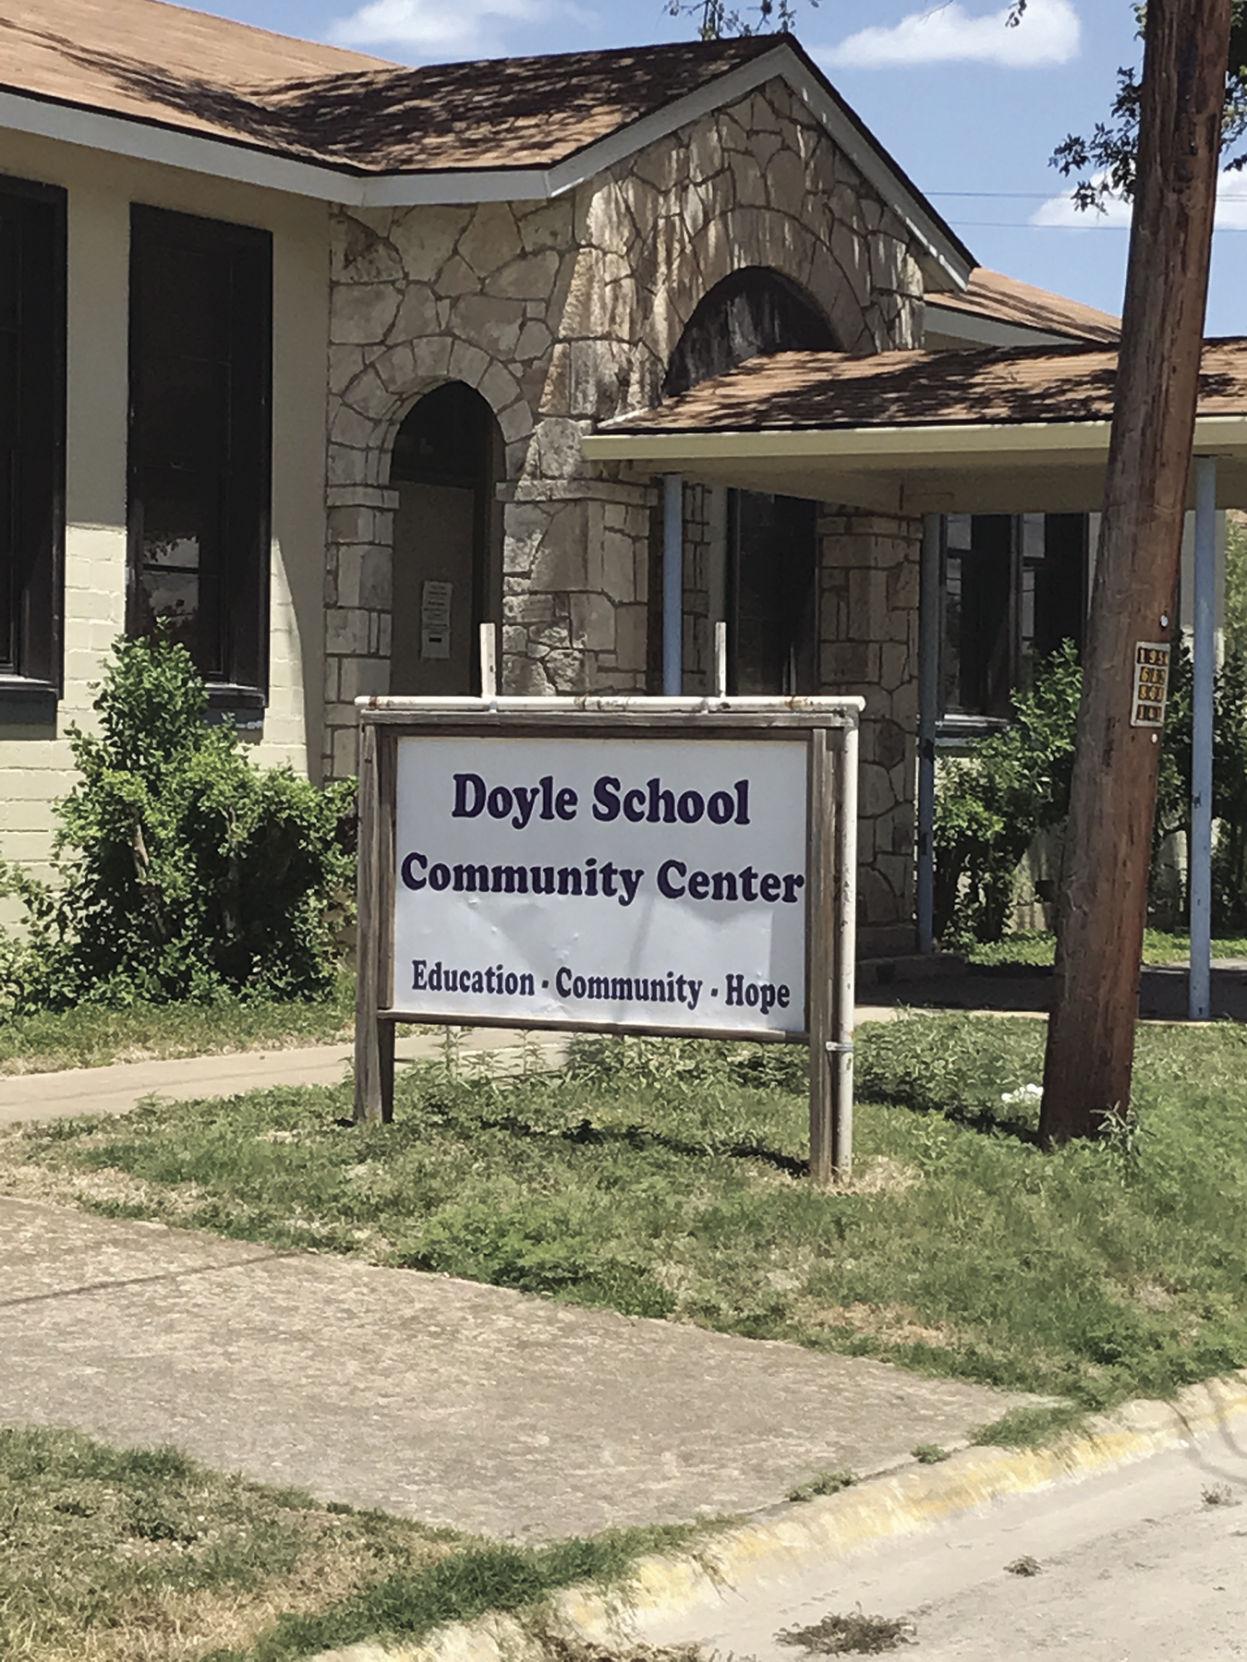 Doyle School
Community Center
Education · Community · Hope